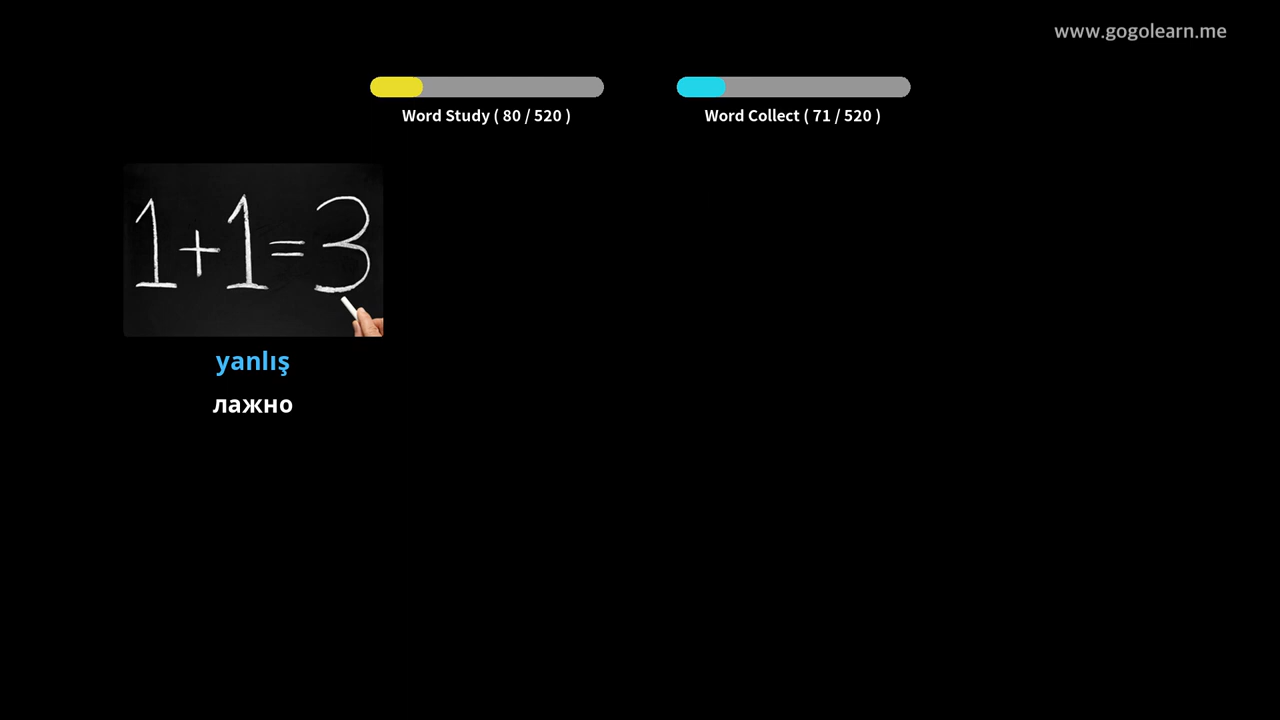 www.gogolearn.me
Word Study ( 80 / 520 )
Word Collect ( 71 / 520 )
1+1=3
yanlış
лажно